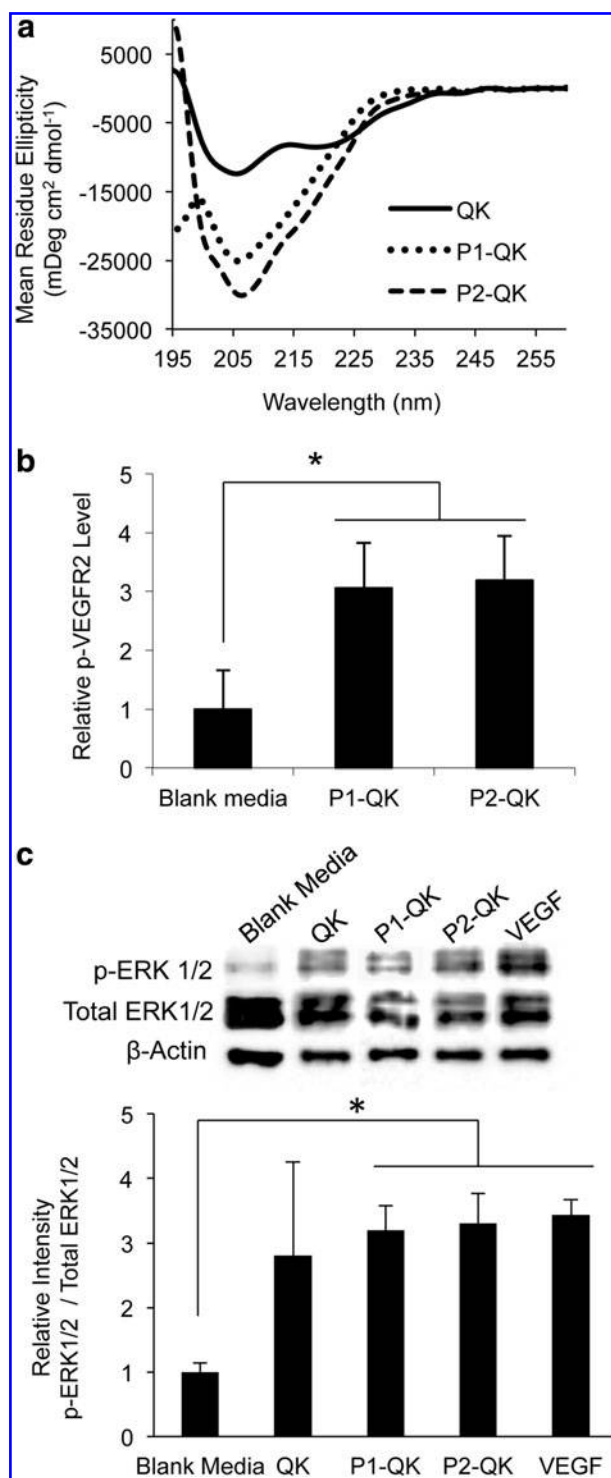 a
5000
-5000
-15000
-25000
-35000
Mean Residue Ellipticity
(mDeg cm² dmol⁻¹)
QK
P1-QK
P2-QK
195 205 215 225 235 245 255
Wavelength (nm)
b
*
5
4
3
2
1
0
Relative p-VEGFR2 Level
Blank media P1-QK P2-QK
c
Blank Media QK P1-QK P2-QK VEGF
p-ERK 1/2
Total ERK1/2
β-Actin
*
5
4
3
2
1
0
Relative Intensity
p-ERK1/2 / Total ERK1/2
Blank Media QK P1-QK P2-QK VEGF